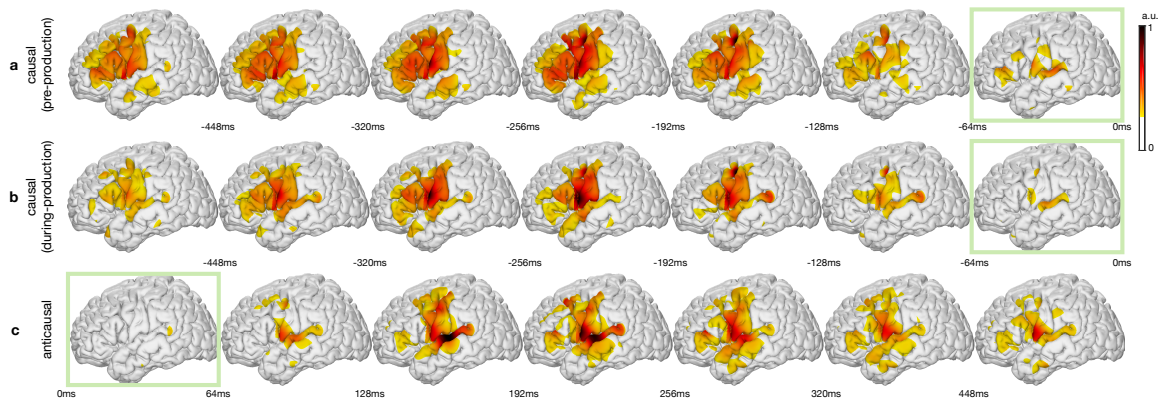 a.u.
1
0
a
causal
(pre-production)
-448ms -320ms -256ms -192ms -128ms -64ms 0ms
b
causal
(during-production)
-448ms -320ms -256ms -192ms -128ms -64ms 0ms
c
anticausal
0ms 64ms 128ms 192ms 256ms 320ms 448ms